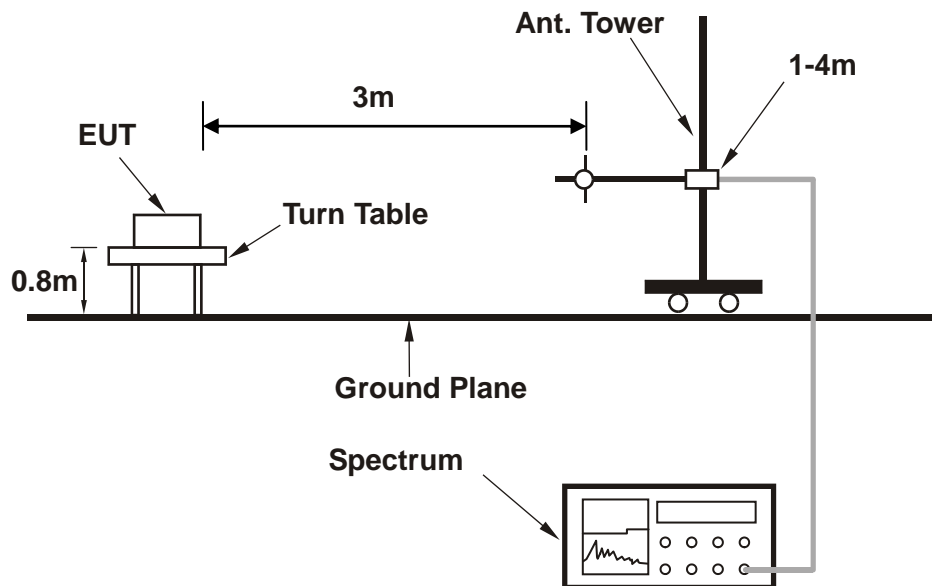 Ant. Tower
1-4m
3m
EUT
Turn Table
0.8m
Ground Plane
Spectrum